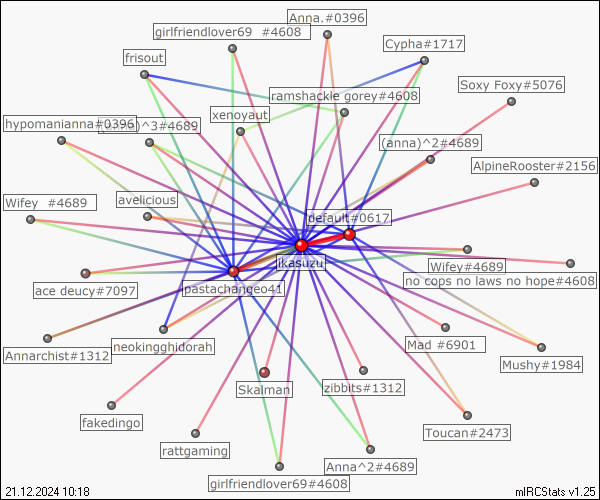 Anna.#0396
girlfriendlover69 #4608
Cypha#1717
frisout
Soxy Foxy#5076
ramshackle gorey#4608
xenoyaut
hypomanianna#0396
)^3#4689
(anna)^2#4689
AlpineRooster#2156
Wifey #4689
avelicious
default#0617
ikasuzu
Wifey#4689
no cops no laws no hope#4608
ace deucy#7097
pastachangeo41
Annarchist#1312
neokingghidorah
Mad #6901
Mushy#1984
Skalman
zibbits#1312
fakedingo
Toucan#2473
rattgaming
Anna^2#4689
girlfriendlover69#4608
21.12.2024 10:18
mIRCStats v1.25